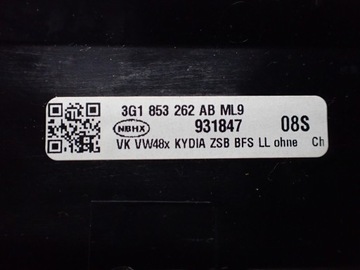 3G1 853 262 AB ML9
NBHX 931847 08S
VK VW48x KYDIA ZSB BFS LL ohne Ch